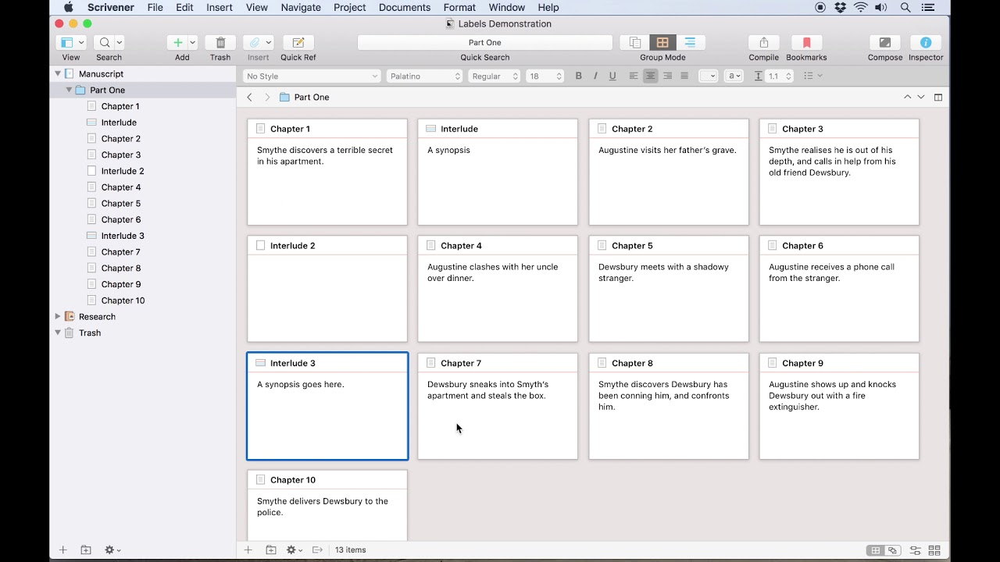 Scrivener File Edit Insert View Navigate Project Documents Format Window Help
Labels Demonstration
Part One
View Search Add Trash Insert Quick Ref Quick Search Group Mode Compile Bookmarks Compose Inspector
No Style Palatino Regular 18 B I U a 1.1
Manuscript
Part One
Chapter 1
Interlude
Chapter 2
Chapter 3
Interlude 2
Chapter 4
Chapter 5
Chapter 6
Interlude 3
Chapter 7
Chapter 8
Chapter 9
Chapter 10
Research
Trash
Part One
Chapter 1
Smythe discovers a terrible secret
in his apartment.
Interlude
A synopsis
Chapter 2
Augustine visits her father’s grave.
Chapter 3
Smythe realises he is out of his
depth, and calls in help from his
old friend Dewsbury.
Interlude 2
Chapter 4
Augustine clashes with her uncle
over dinner.
Chapter 5
Dewsbury meets with a shadowy
stranger.
Chapter 6
Augustine receives a phone call
from the stranger.
Interlude 3
A synopsis goes here.
Chapter 7
Dewsbury sneaks into Smyth’s
apartment and steals the box.
Chapter 8
Smythe discovers Dewsbury has
been conning him, and confronts
him.
Chapter 9
Augustine shows up and knocks
Dewsbury out with a fire
extinguisher.
Chapter 10
Smythe delivers Dewsbury to the
police.
13 items